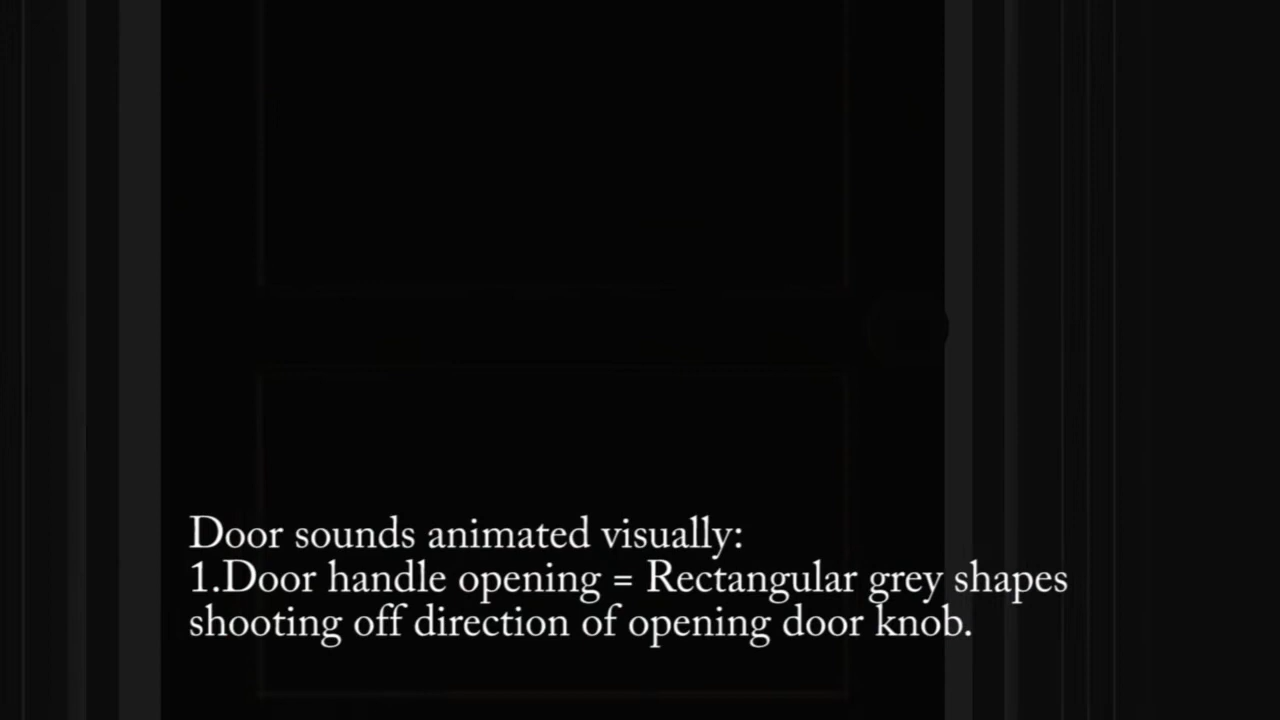 Door sounds animated visually:
1.Door handle opening = Rectangular grey shapes
shooting off direction of opening door knob.